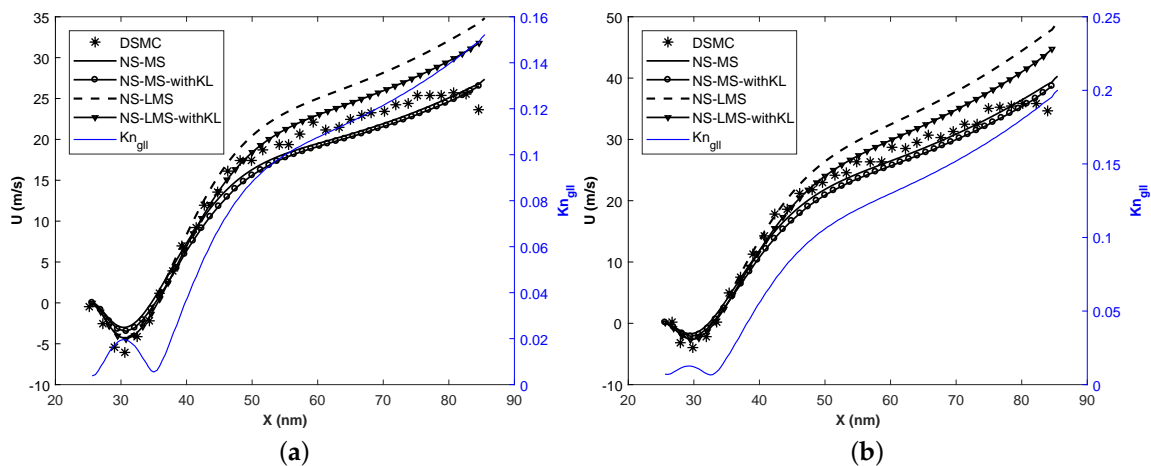 35
30
25
20
15
10
5
0
-5
-10
U (m/s)
DSMC
NS-MS
NS-MS-withKL
NS-LMS
NS-LMS-withKL
Kn_gll
0.16
0.14
0.12
0.1
0.08
0.06
0.04
0.02
0
Kn_gll
20 30 40 50 60 70 80 90
X (nm)
(a)
50
40
30
20
10
0
-10
U (m/s)
DSMC
NS-MS
NS-MS-withKL
NS-LMS
NS-LMS-withKL
Kn_gll
0.25
0.2
0.15
0.1
0.05
0
Kn_gll
20 30 40 50 60 70 80 90
X (nm)
(b)